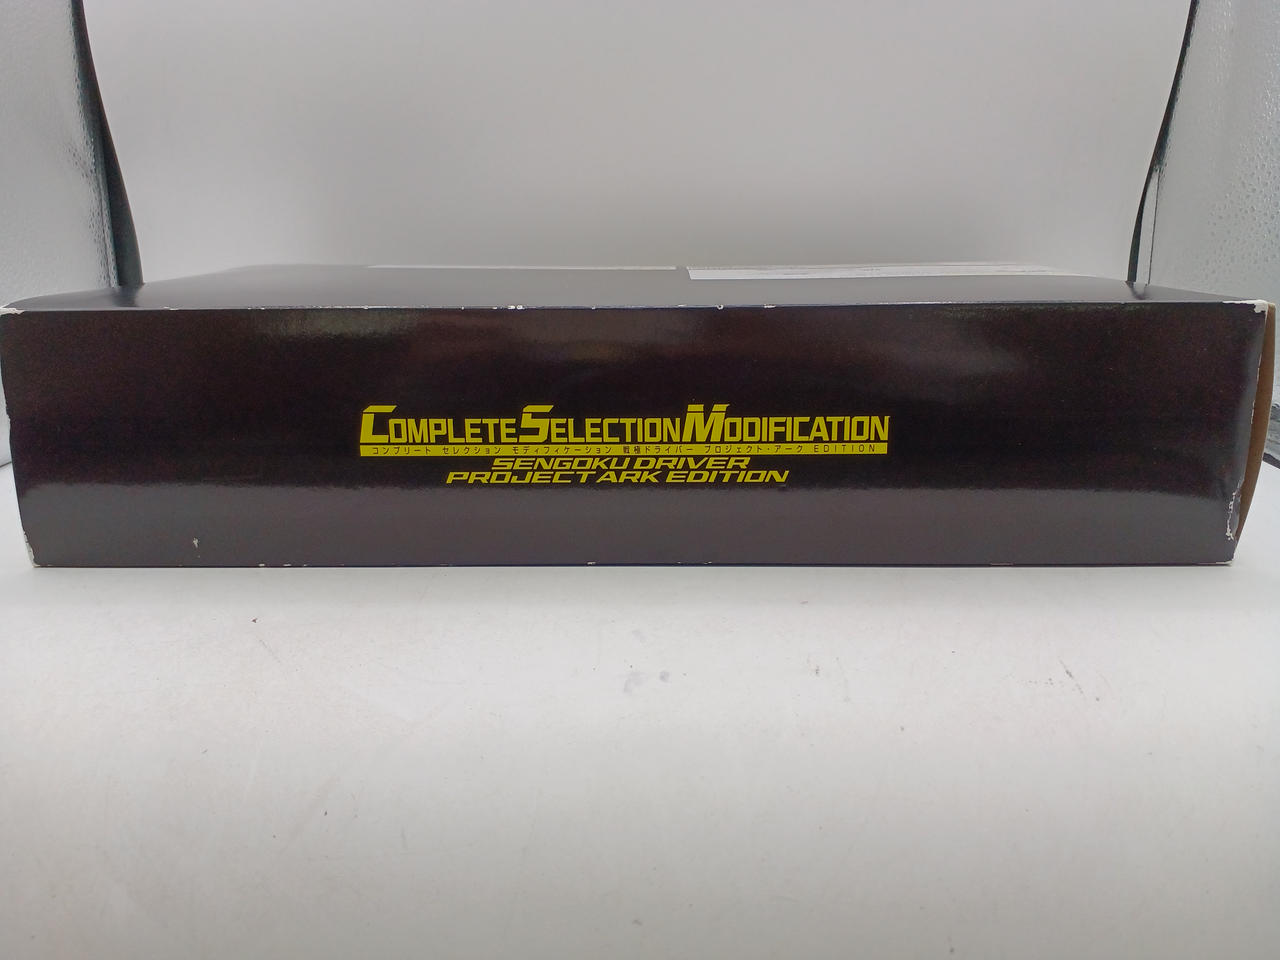 COMPLETE SELECTION MODIFICATION
コンプリート セレクション モディフィケーション 戦極ドライバー プロジェクト・アーク EDITION
SENGOKU DRIVER
PROJECT ARK EDITION